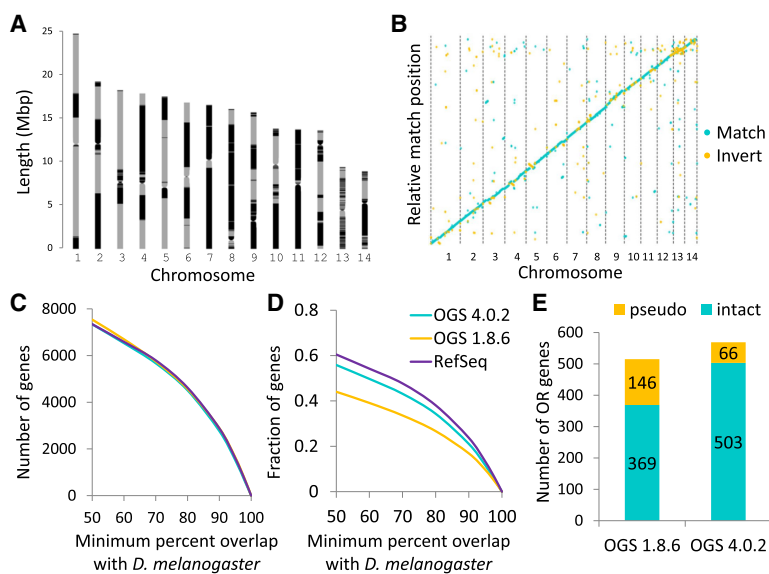 A
Length (Mbp)
25
20
15
10
5
0
1 2 3 4 5 6 7 8 9 10 11 12 13 14
Chromosome
B
Relative match position
Match
Invert
1 2 3 4 5 6 7 8 9 10 11 12 13 14
Chromosome
C
Number of genes
8000
6000
4000
2000
0
50 60 70 80 90 100
Minimum percent overlap
with D. melanogaster
D
Fraction of genes
0.8
0.6
0.4
0.2
0
OGS 4.0.2
OGS 1.8.6
RefSeq
50 60 70 80 90 100
Minimum percent overlap
with D. melanogaster
E
pseudo intact
Number of OR genes
600
500
400
300
200
100
0
146
369
66
503
OGS 1.8.6 OGS 4.0.2